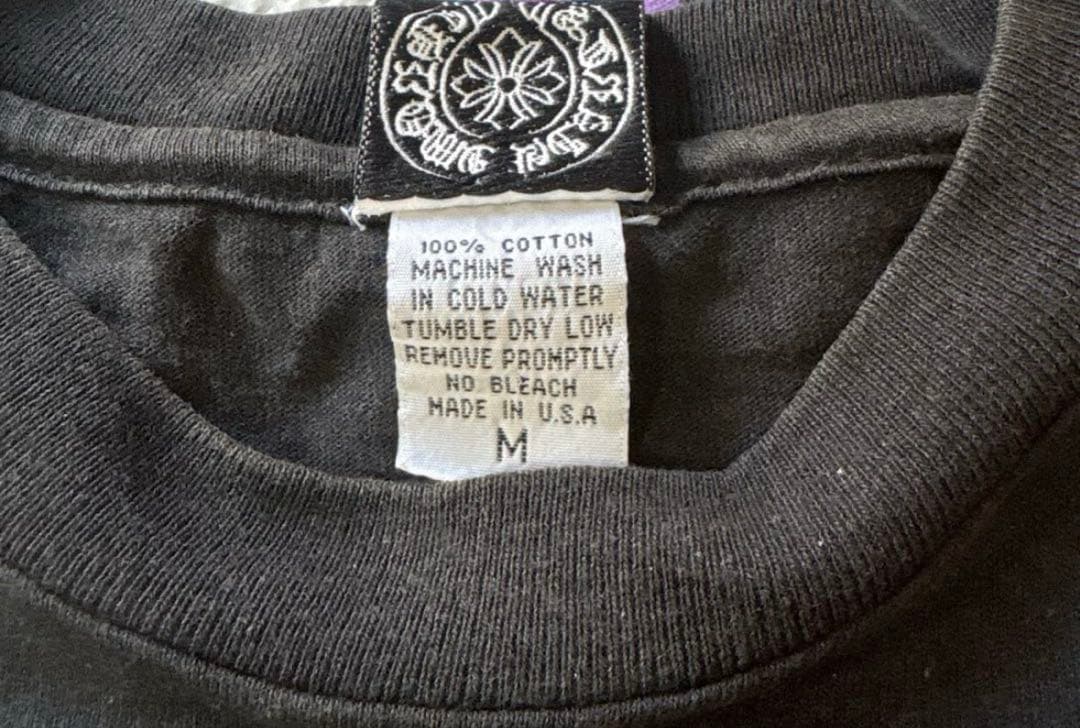 100% COTTON
MACHINE WASH
IN COLD WATER
TUMBLE DRY LOW
REMOVE PROMPTLY
NO BLEACH
MADE IN U.S.A
M